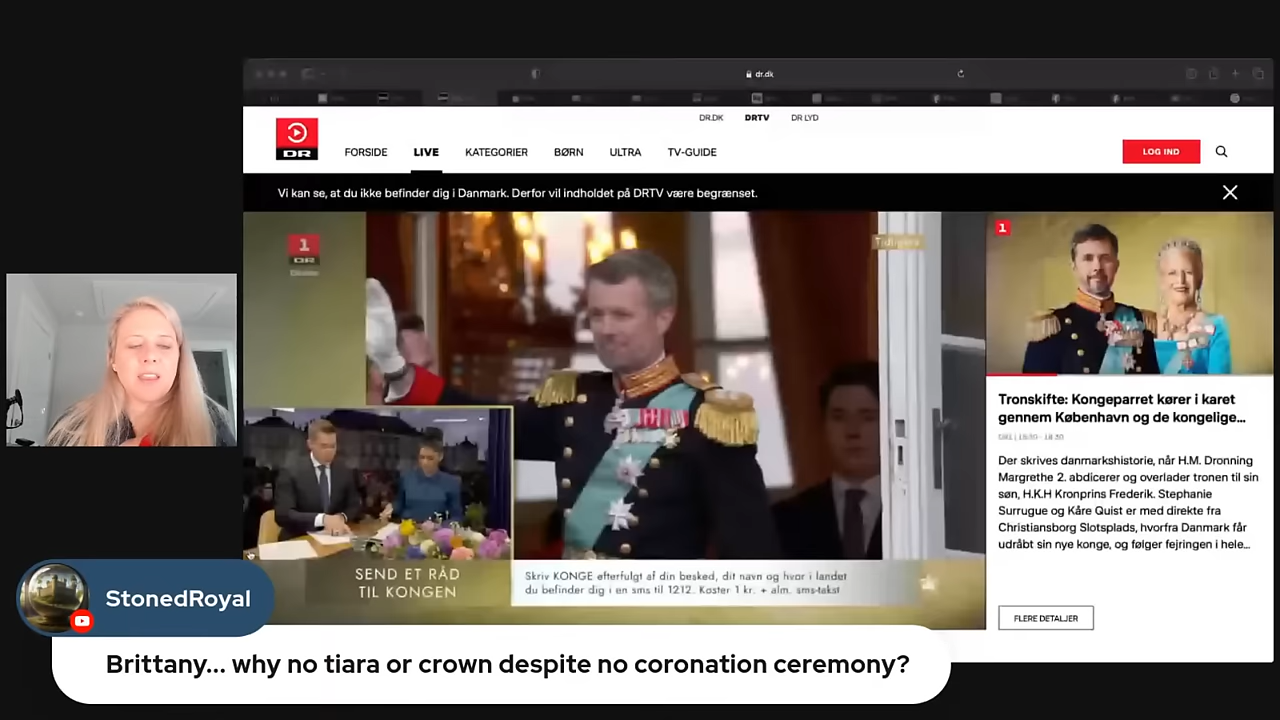 dr.dk
DR.DK DRTV DR LYD
DR
FORSIDE LIVE KATEGORIER BØRN ULTRA TV-GUIDE
LOG IND
Vi kan se, at du ikke befinder dig i Danmark. Derfor vil indholdet på DRTV være begrænset.
1
DR
Tidligere
1
Tronskifte: Kongeparret kører i karet
gennem København og de kongelige...
Der skrives danmarkshistorie, når H.M. Dronning
Margrethe 2. abdicerer og overlader tronen til sin
søn, H.K.H Kronprins Frederik. Stephanie
Surrugue og Kåre Quist er med direkte fra
Christiansborg Slotsplads, hvorfra Danmark får
udråbt sin nye konge, og følger fejringen i hele...
FLERE DETALJER
SEND ET RÅD
TIL KONGEN
Skriv KONGE efterfulgt af din besked, dit navn og hvor i landet
du befinder dig i en sms til 1212. Koster 1 kr. + alm. sms-takst
StonedRoyal
Brittany... why no tiara or crown despite no coronation ceremony?